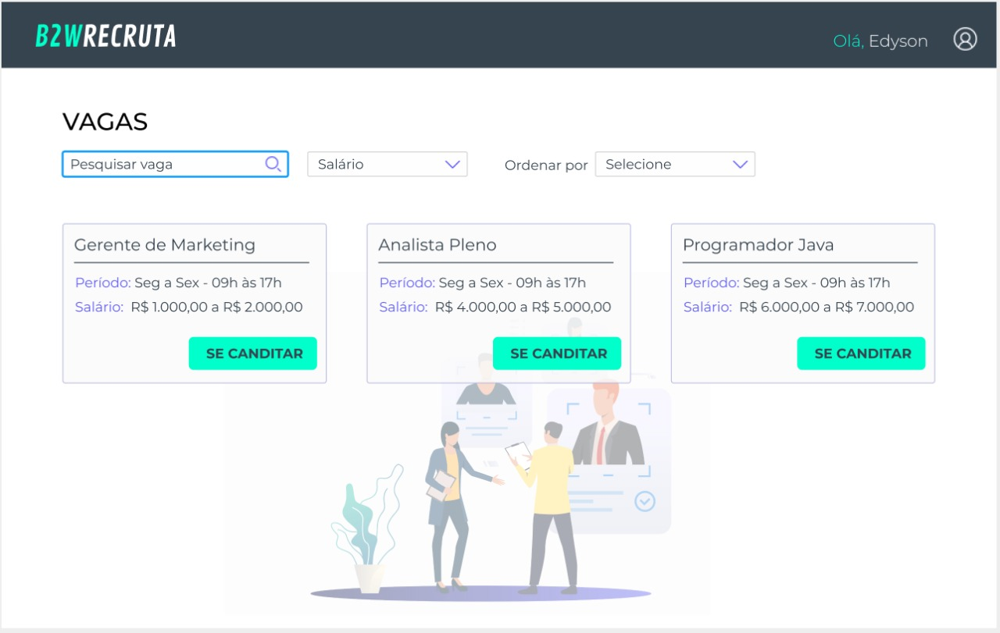 B2WRECRUTA
Olá, Edyson
VAGAS
Pesquisar vaga
Salário
Ordenar por
Selecione
Gerente de Marketing
Período: Seg a Sex - 09h às 17h
Salário: R$ 1.000,00 a R$ 2.000,00
SE CANDITAR
Analista Pleno
Período: Seg a Sex - 09h às 17h
Salário: R$ 4.000,00 a R$ 5.000,00
SE CANDITAR
Programador Java
Período: Seg a Sex - 09h às 17h
Salário: R$ 6.000,00 a R$ 7.000,00
SE CANDITAR